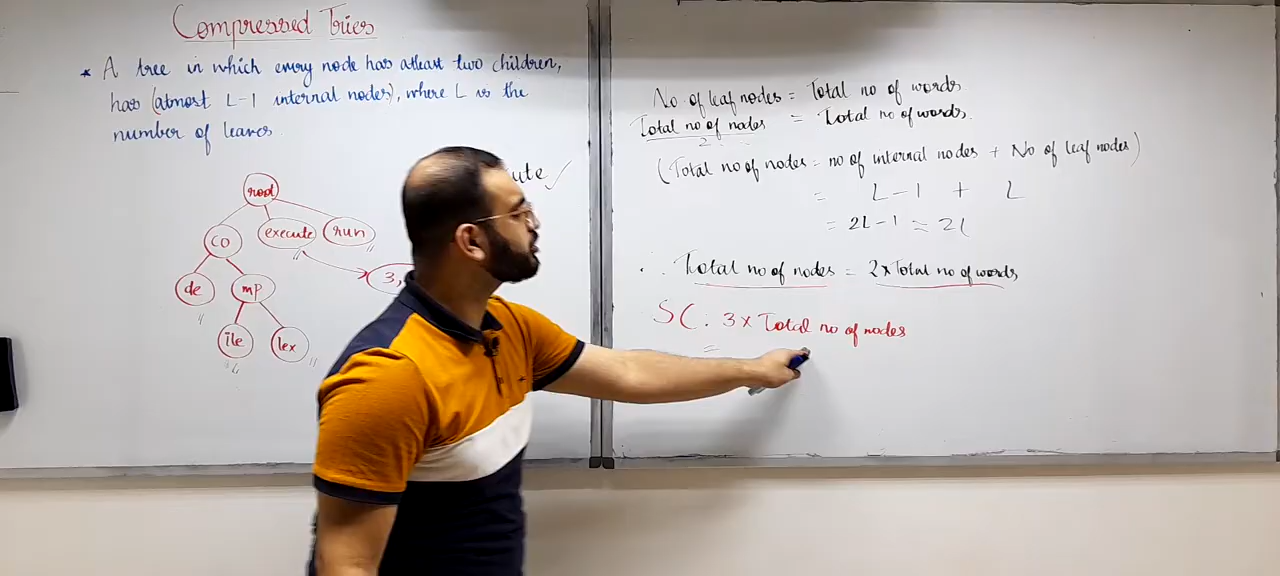 Compressed Tries
* A tree in which every node has atleast two children,
has (atmost L-1 internal nodes), where L is the
number of leaves.
ute ✓
root
co execute run
3,
de mp
ile lex
No of leaf nodes = Total no of words
Total no of nodes / 2 = Total no of words.
(Total no of nodes = no of internal nodes + No of leaf nodes)
= L-1 + L
= 2L-1 ≈ 2L
∴ Total no of nodes = 2 x Total no of words
SC: 3 x Total no of nodes
=